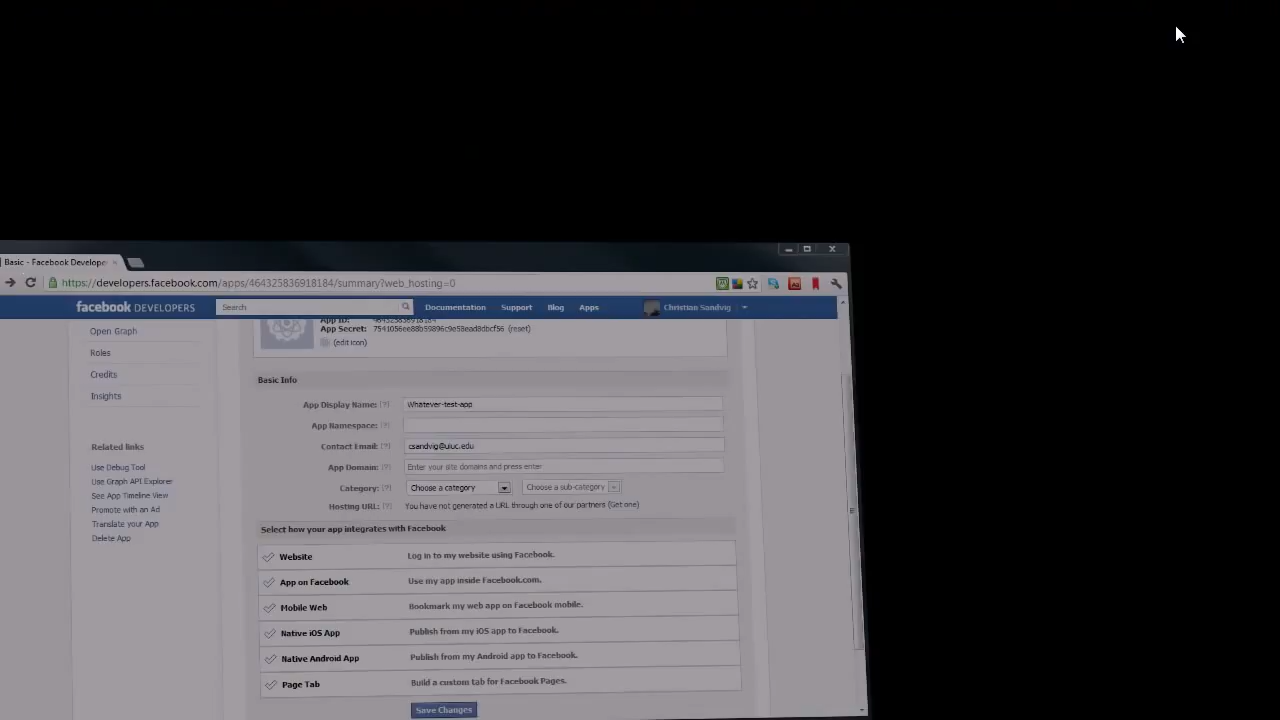 Basic - Facebook Develope
https://developers.facebook.com/apps/464325836918184/summary?web_hosting=0
facebook DEVELOPERS
Search
Documentation
Support
Blog
Apps
Christian Sandvig
Open Graph
Roles
Credits
Insights
Related links
Use Debug Tool
Use Graph API Explorer
See App Timeline View
Promote with an Ad
Translate your App
Delete App
App ID: 464325836918184
App Secret: (reset)
(edit icon)
Basic Info
App Display Name: [?] Whatever-test-app
App Namespace: [?]
Contact Email: [?] csandvig@uiuc.edu
App Domain: [?] Enter your site domains and press enter
Category: [?] Choose a category Choose a sub-category
Hosting URL: [?] You have not generated a URL through one of our partners (Get one)
Select how your app integrates with Facebook
Website Log in to my website using Facebook.
App on Facebook Use my app inside Facebook.com.
Mobile Web Bookmark my web app on Facebook mobile.
Native iOS App Publish from my iOS app to Facebook.
Native Android App Publish from my Android app to Facebook.
Page Tab Build a custom tab for Facebook Pages.
Save Changes